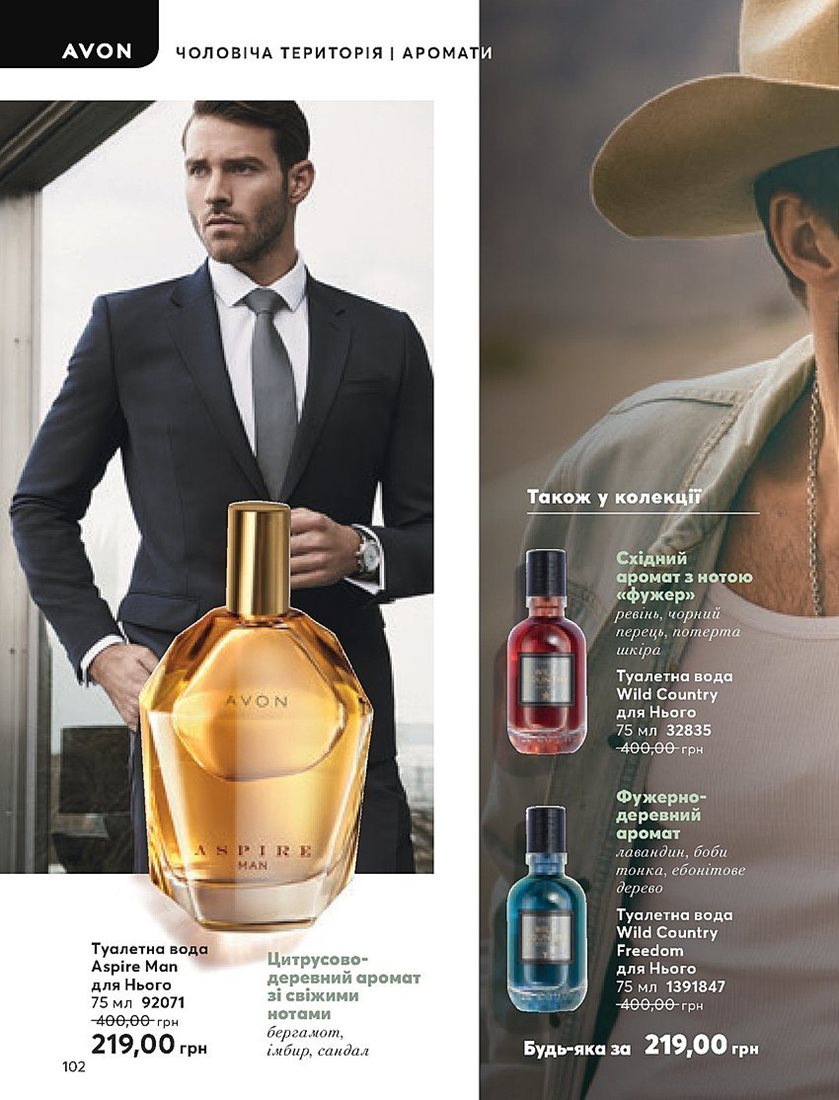 AVON
ЧОЛОВІЧА ТЕРИТОРІЯ | АРОМАТИ
AVON
ASPIRE
MAN
Туалетна вода
Aspire Man
для Нього
75 мл 92071
400,00 грн
219,00 грн
Цитрусово-
деревний аромат
зі свіжими
нотами
бергамот,
імбир, сандал
102
Також у колекції
Східний
аромат з нотою
«фужер»
ревінь, чорний
перець, потерта
шкіра
Туалетна вода
Wild Country
для Нього
75 мл 32835
400,00 грн
Фужерно-
деревний
аромат
лавандин, боби
тонка, ебонітове
дерево
Туалетна вода
Wild Country
Freedom
для Нього
75 мл 1391847
400,00 грн
Будь-яка за 219,00 грн